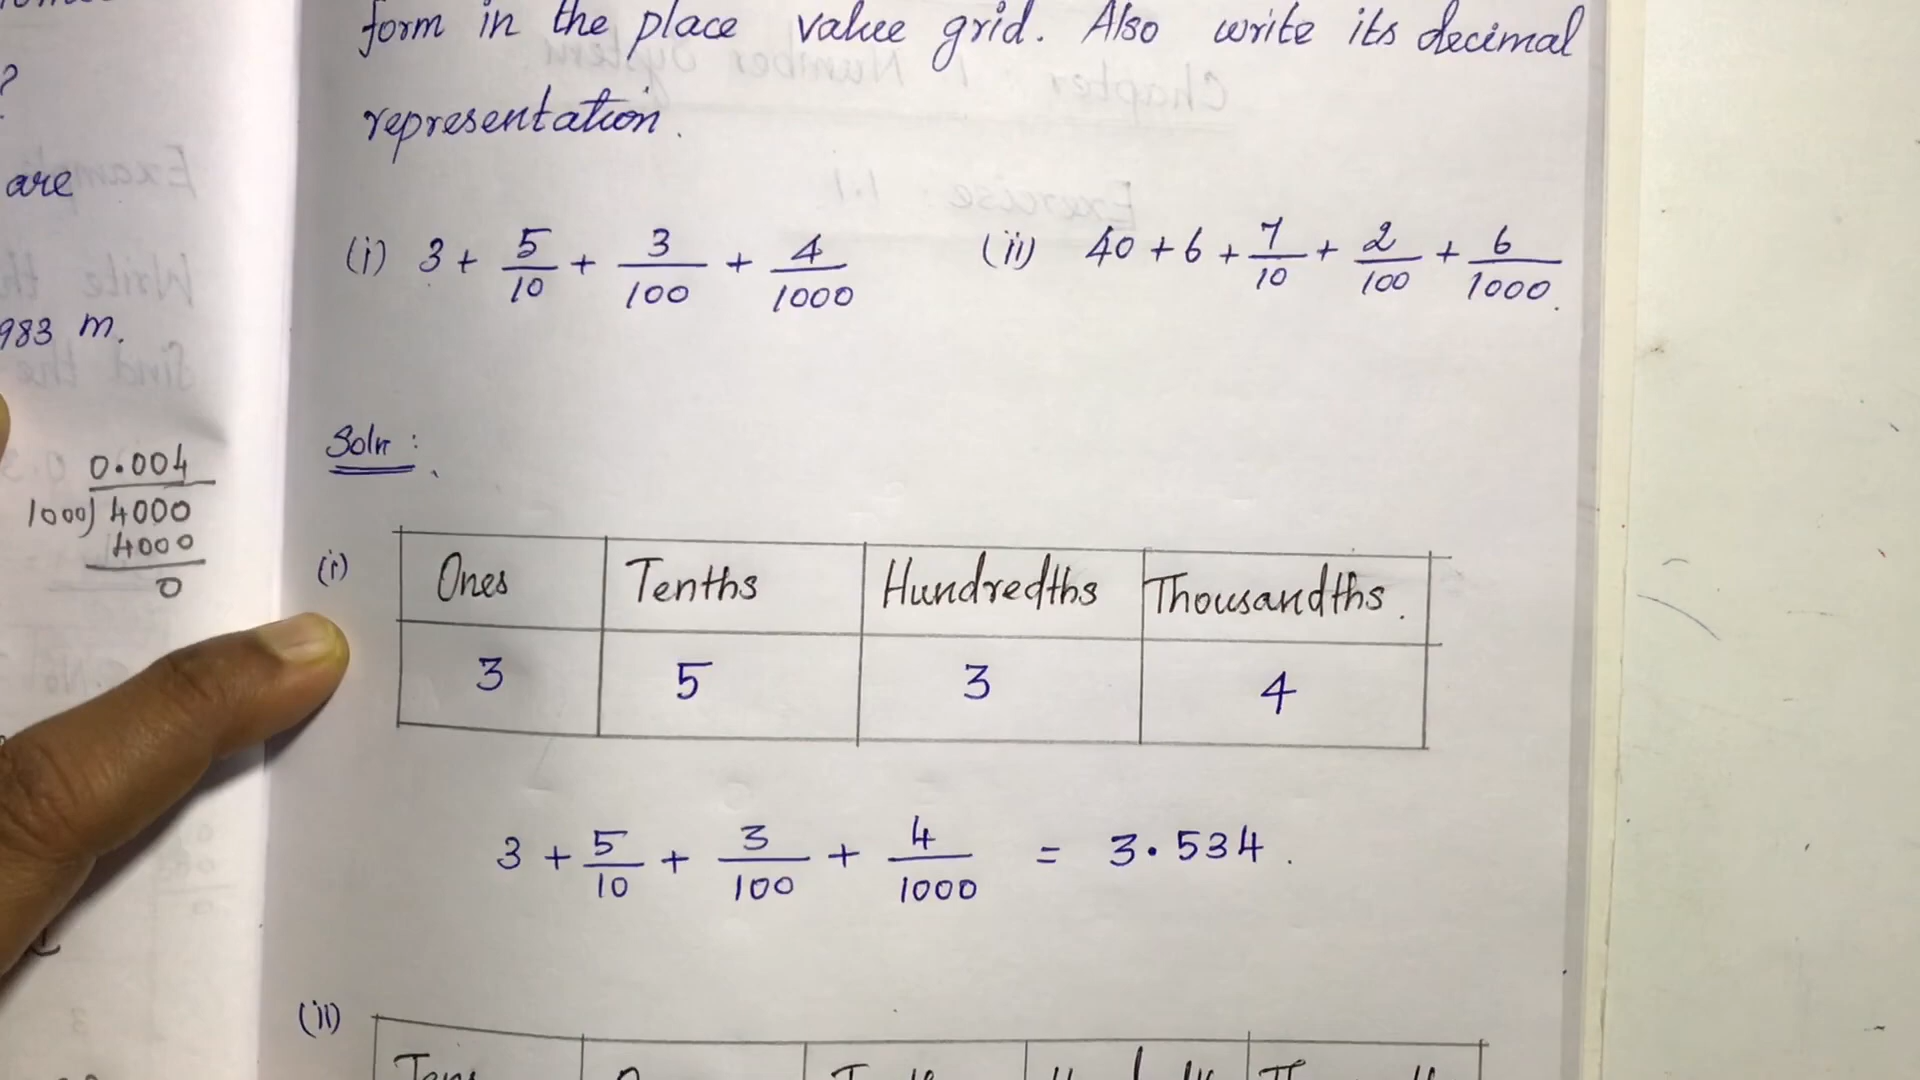 form in the place value grid. Also write its decimal
representation.
(i) 3 + 5/10 + 3/100 + 4/1000 (ii) 40 + 6 + 7/10 + 2/100 + 6/1000.
Soln :
(i)
Ones Tenths Hundredths Thousandths.
3 5 3 4
3 + 5/10 + 3/100 + 4/1000 = 3.534.
(ii)
Tens
?
are
983 m.
0.004
1000) 4000
4000
0